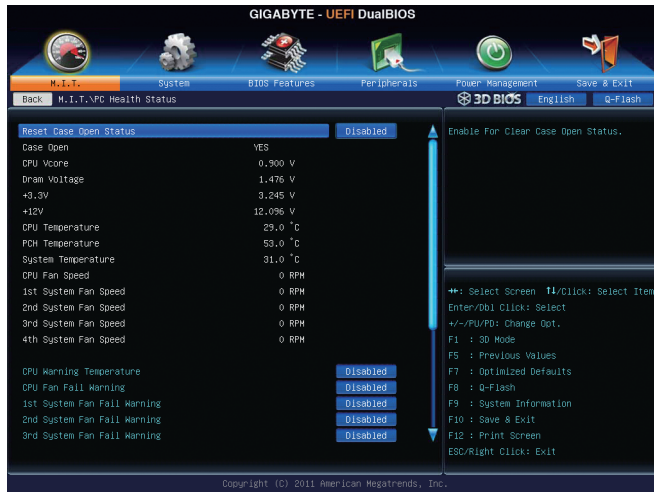 GIGABYTE - UEFI DualBIOS
M.I.T. System BIOS Features Peripherals Power Management Save & Exit
Back M.I.T.\PC Health Status 3D BIOS English Q-Flash
Reset Case Open Status Disabled
Case Open YES
CPU Vcore 0.900 V
Dram Voltage 1.476 V
+3.3V 3.245 V
+12V 12.096 V
CPU Temperature 29.0 °C
PCH Temperature 53.0 °C
System Temperature 31.0 °C
CPU Fan Speed 0 RPM
1st System Fan Speed 0 RPM
2nd System Fan Speed 0 RPM
3rd System Fan Speed 0 RPM
4th System Fan Speed 0 RPM
CPU Warning Temperature Disabled
CPU Fan Fail Warning Disabled
1st System Fan Fail Warning Disabled
2nd System Fan Fail Warning Disabled
3rd System Fan Fail Warning Disabled
Enable For Clear Case Open Status.
→←: Select Screen ↑↓/Click: Select Item
Enter/Dbl Click: Select
+/-/PU/PD: Change Opt.
F1 : 3D Mode
F5 : Previous Values
F7 : Optimized Defaults
F8 : Q-Flash
F9 : System Information
F10 : Save & Exit
F12 : Print Screen
ESC/Right Click: Exit
Copyright (C) 2011 American Megatrends, Inc.